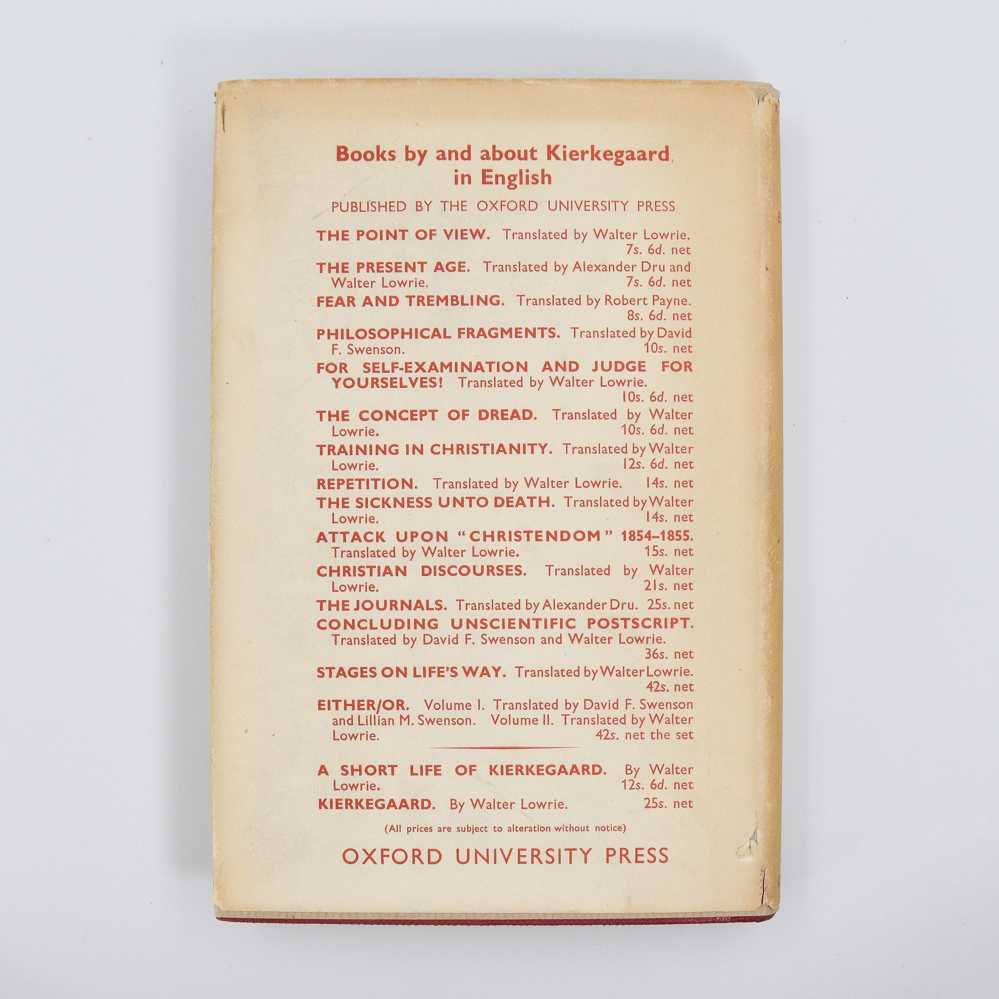 Books by and about Kierkegaard
in English
PUBLISHED BY THE OXFORD UNIVERSITY PRESS
THE POINT OF VIEW. Translated by Walter Lowrie.
7s. 6d. net
THE PRESENT AGE. Translated by Alexander Dru and
Walter Lowrie. 7s. 6d. net
FEAR AND TREMBLING. Translated by Robert Payne.
8s. 6d. net
PHILOSOPHICAL FRAGMENTS. Translated by David
F. Swenson. 10s. net
FOR SELF-EXAMINATION AND JUDGE FOR
YOURSELVES! Translated by Walter Lowrie.
10s. 6d. net
THE CONCEPT OF DREAD. Translated by Walter
Lowrie. 10s. 6d. net
TRAINING IN CHRISTIANITY. Translated by Walter
Lowrie. 12s. 6d. net
REPETITION. Translated by Walter Lowrie. 14s. net
THE SICKNESS UNTO DEATH. Translated by Walter
Lowrie. 14s. net
ATTACK UPON "CHRISTENDOM" 1854–1855.
Translated by Walter Lowrie. 15s. net
CHRISTIAN DISCOURSES. Translated by Walter
Lowrie. 21s. net
THE JOURNALS. Translated by Alexander Dru. 25s. net
CONCLUDING UNSCIENTIFIC POSTSCRIPT.
Translated by David F. Swenson and Walter Lowrie.
36s. net
STAGES ON LIFE'S WAY. Translated by Walter Lowrie.
42s. net
EITHER/OR. Volume I. Translated by David F. Swenson
and Lillian M. Swenson. Volume II. Translated by Walter
Lowrie. 42s. net the set
A SHORT LIFE OF KIERKEGAARD. By Walter
Lowrie. 12s. 6d. net
KIERKEGAARD. By Walter Lowrie. 25s. net
(All prices are subject to alteration without notice)
OXFORD UNIVERSITY PRESS